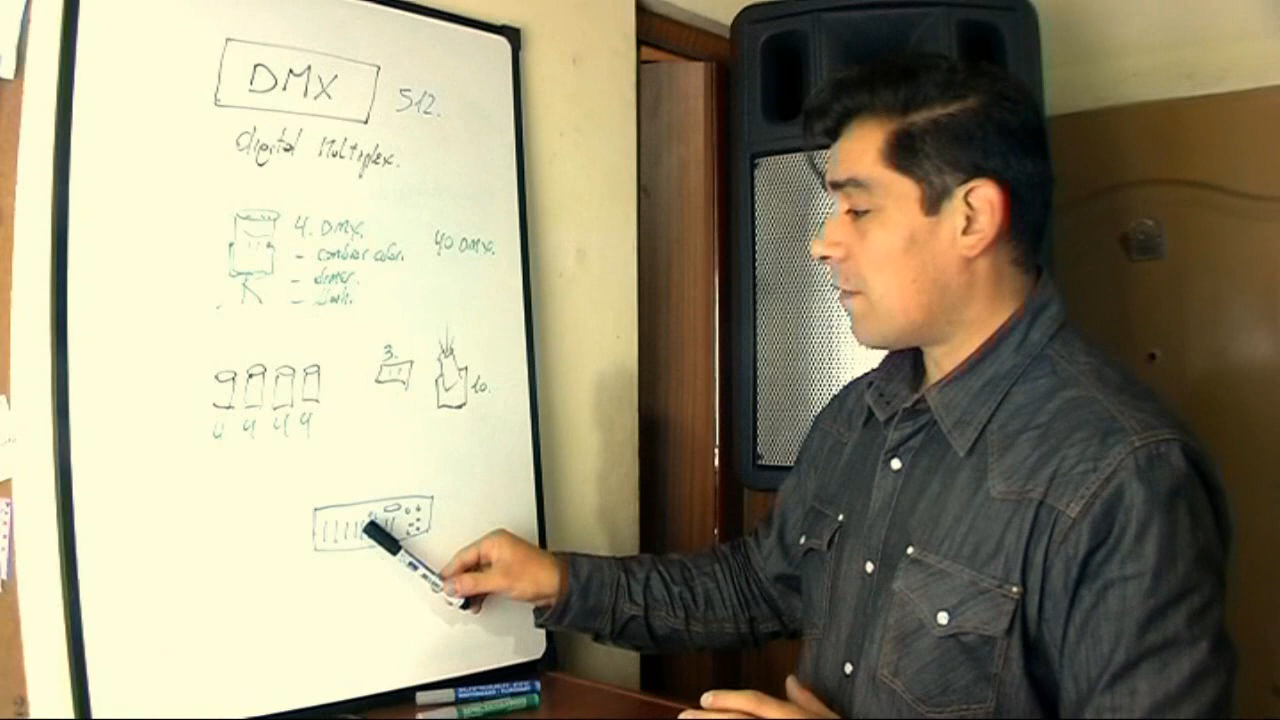 DMX 512.
digital Multiplex.
4. DMX.
- cambiar color.
40 DMX.
- dimer.
3.
10.
4 4 4 4